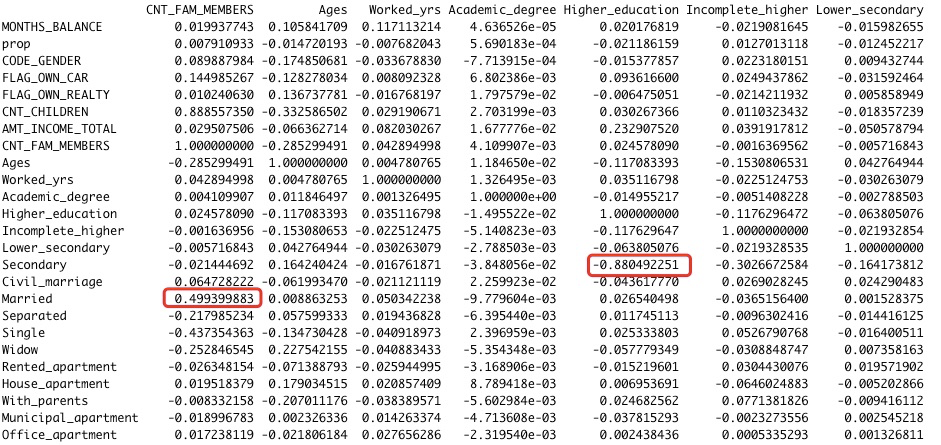 CNT_FAM_MEMBERS Ages Worked_yrs Academic_degree Higher_education Incomplete_higher Lower_secondary
MONTHS_BALANCE 0.019937743 0.105841709 0.117113214 4.636526e-05 0.020176819 -0.0219081645 -0.015982655
prop 0.007910933 -0.014720193 -0.007682043 5.690183e-04 -0.021186159 0.0127013118 -0.012452217
CODE_GENDER 0.089887984 -0.174850681 -0.033678830 -7.713915e-04 -0.015377857 0.0223180151 0.009432744
FLAG_OWN_CAR 0.144985267 -0.128278034 0.008092328 6.802386e-03 0.093616600 0.0249437862 -0.031592464
FLAG_OWN_REALTY 0.010240630 0.136737781 -0.016768197 1.797579e-02 -0.006475051 -0.0214211932 0.005858949
CNT_CHILDREN 0.888557350 -0.332586502 0.029190671 2.703199e-03 0.030267366 0.0110323432 -0.018357239
AMT_INCOME_TOTAL 0.029507506 -0.066362714 0.082030267 1.677776e-02 0.232907520 0.0391917812 -0.050578794
CNT_FAM_MEMBERS 1.000000000 -0.285299491 0.042894998 4.109907e-03 0.024578090 -0.0016369562 -0.005716843
Ages -0.285299491 1.000000000 0.004780765 1.184650e-02 -0.117083393 -0.1530806531 0.042764944
Worked_yrs 0.042894998 0.004780765 1.000000000 1.326495e-03 0.035116798 -0.0225124753 -0.030263079
Academic_degree 0.004109907 0.011846497 0.001326495 1.000000e+00 -0.014955218 -0.0051408228 -0.002788503
Higher_education 0.024578090 -0.117083393 0.035116798 -1.495522e-02 1.000000000 -0.1176296472 -0.063805076
Incomplete_higher -0.001636956 -0.153080653 -0.022512475 -5.140823e-03 -0.117629647 1.0000000000 -0.021932854
Lower_secondary -0.005716843 0.042764944 -0.030263079 -2.788503e-03 -0.063805076 -0.0219328535 1.000000000
Secondary -0.021444692 0.164240424 -0.016761871 -3.848056e-02 -0.880492251 -0.3026672584 -0.164173812
Civil_marriage 0.064728222 -0.061993470 -0.021121119 2.259923e-02 -0.043617770 0.0269028245 0.024290483
Married 0.499399883 0.008863253 0.050342238 -9.779604e-03 0.026540498 -0.0365156400 0.001528375
Separated -0.217985234 0.057599333 0.019436828 -6.395440e-03 0.011745113 -0.0096302416 -0.014416125
Single -0.437354363 -0.134730428 -0.040918973 2.396959e-03 0.025333803 0.0526790768 -0.016400511
Widow -0.252846545 0.227542155 -0.040883433 -5.354348e-03 -0.057779349 -0.0308848747 0.007358163
Rented_apartment -0.026348154 -0.071388793 -0.025944995 -3.168906e-03 -0.015219601 0.0304430076 0.019571902
House_apartment 0.019518379 0.179034515 0.020857409 8.789418e-03 0.006953691 -0.0646024883 -0.005202866
With_parents -0.008332158 -0.207011176 -0.038389571 -5.602984e-03 0.024682562 0.0771381826 -0.009416112
Municipal_apartment -0.018996783 0.002326336 0.014263374 -4.713608e-03 -0.037815293 -0.0023273556 0.002545218
Office_apartment 0.017238119 -0.021806184 0.027656286 -2.319540e-03 0.002438436 0.0005335293 0.001326811